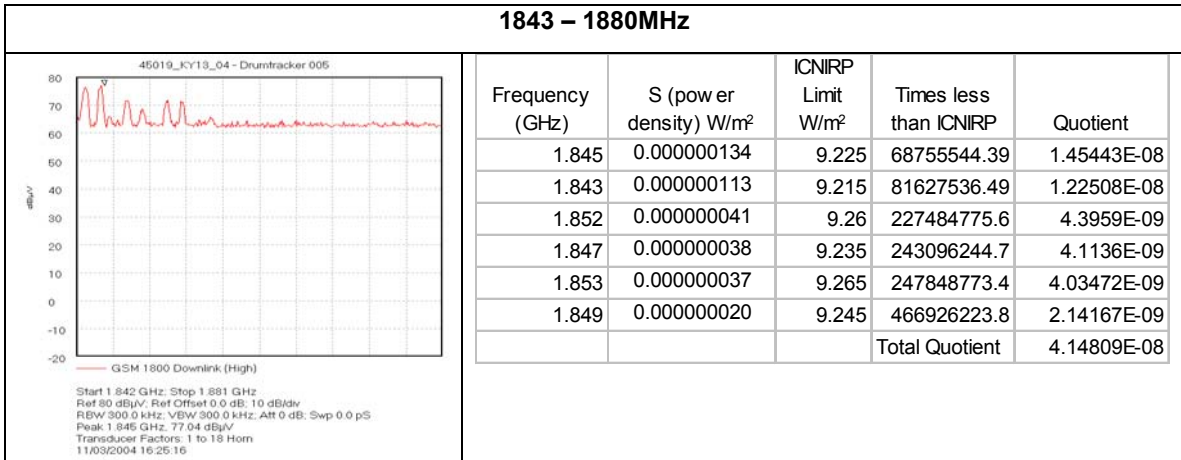 1843 – 1880MHz
45019_KY13_04 - Drumtracker 005
80
70
60
50
40
30
20
10
0
-10
-20
dBµV
GSM 1800 Downlink (High)
Start 1.842 GHz; Stop 1.881 GHz
Ref 80 dBµV; Ref Offset 0.0 dB; 10 dB/div
RBW 300.0 kHz; VBW 300.0 kHz; Att 0 dB; Swp 0.0 pS
Peak 1.845 GHz, 77.04 dBµV
Transducer Factors: 1 to 18 Horn
11/03/2004 16:25:16
Frequency (GHz) S (pow er density) W/m² ICNIRP Limit W/m² Times less than ICNIRP Quotient
1.845 0.000000134 9.225 68755544.39 1.45443E-08
1.843 0.000000113 9.215 81627536.49 1.22508E-08
1.852 0.000000041 9.26 227484775.6 4.3959E-09
1.847 0.000000038 9.235 243096244.7 4.1136E-09
1.853 0.000000037 9.265 247848773.4 4.03472E-09
1.849 0.000000020 9.245 466926223.8 2.14167E-09
Total Quotient 4.14809E-08